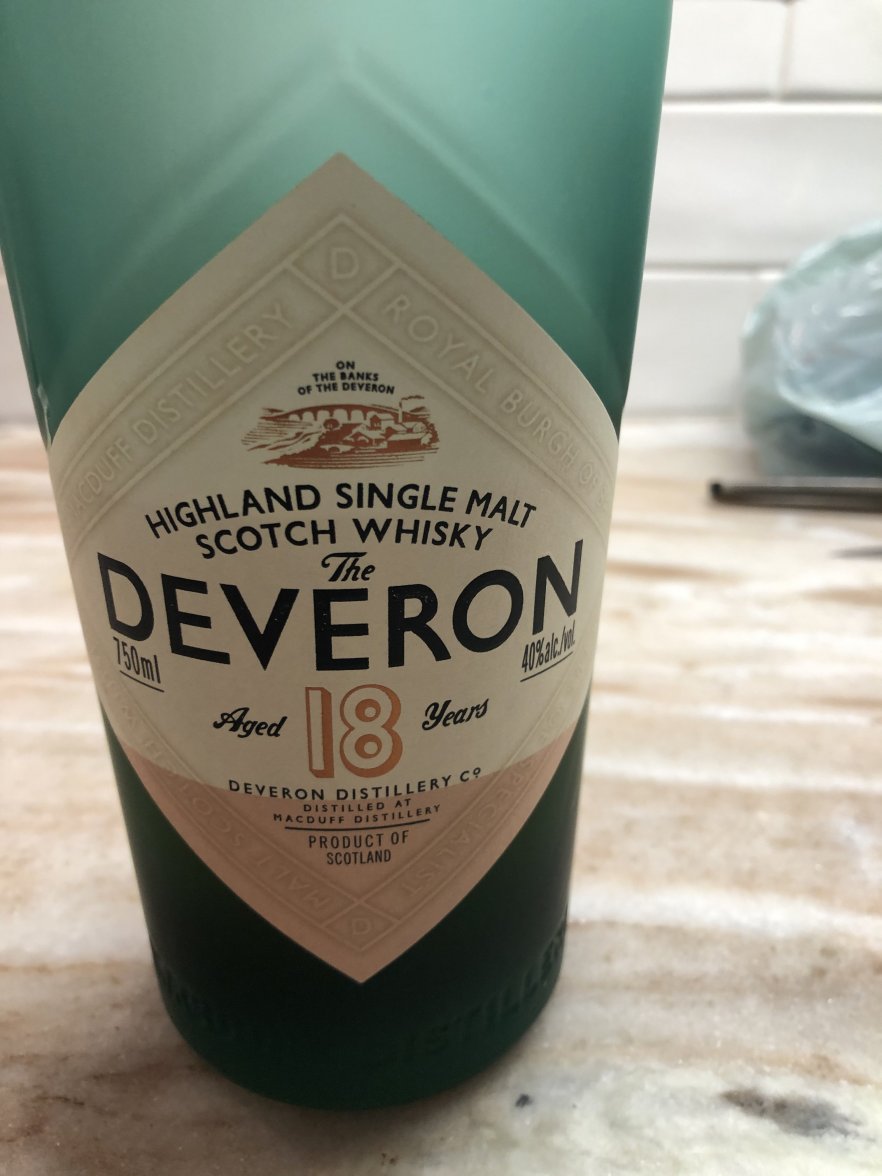 D
MACDUFF DISTILLERY
ROYAL BURGH OF
ON
THE BANKS
OF THE DEVERON
HIGHLAND SINGLE MALT
SCOTCH WHISKY
The
DEVERON
750ml
40%alc./vol.
Aged 18 Years
DEVERON DISTILLERY Cº
DISTILLED AT
MACDUFF DISTILLERY
PRODUCT OF
SCOTLAND
SPECIALIST
D